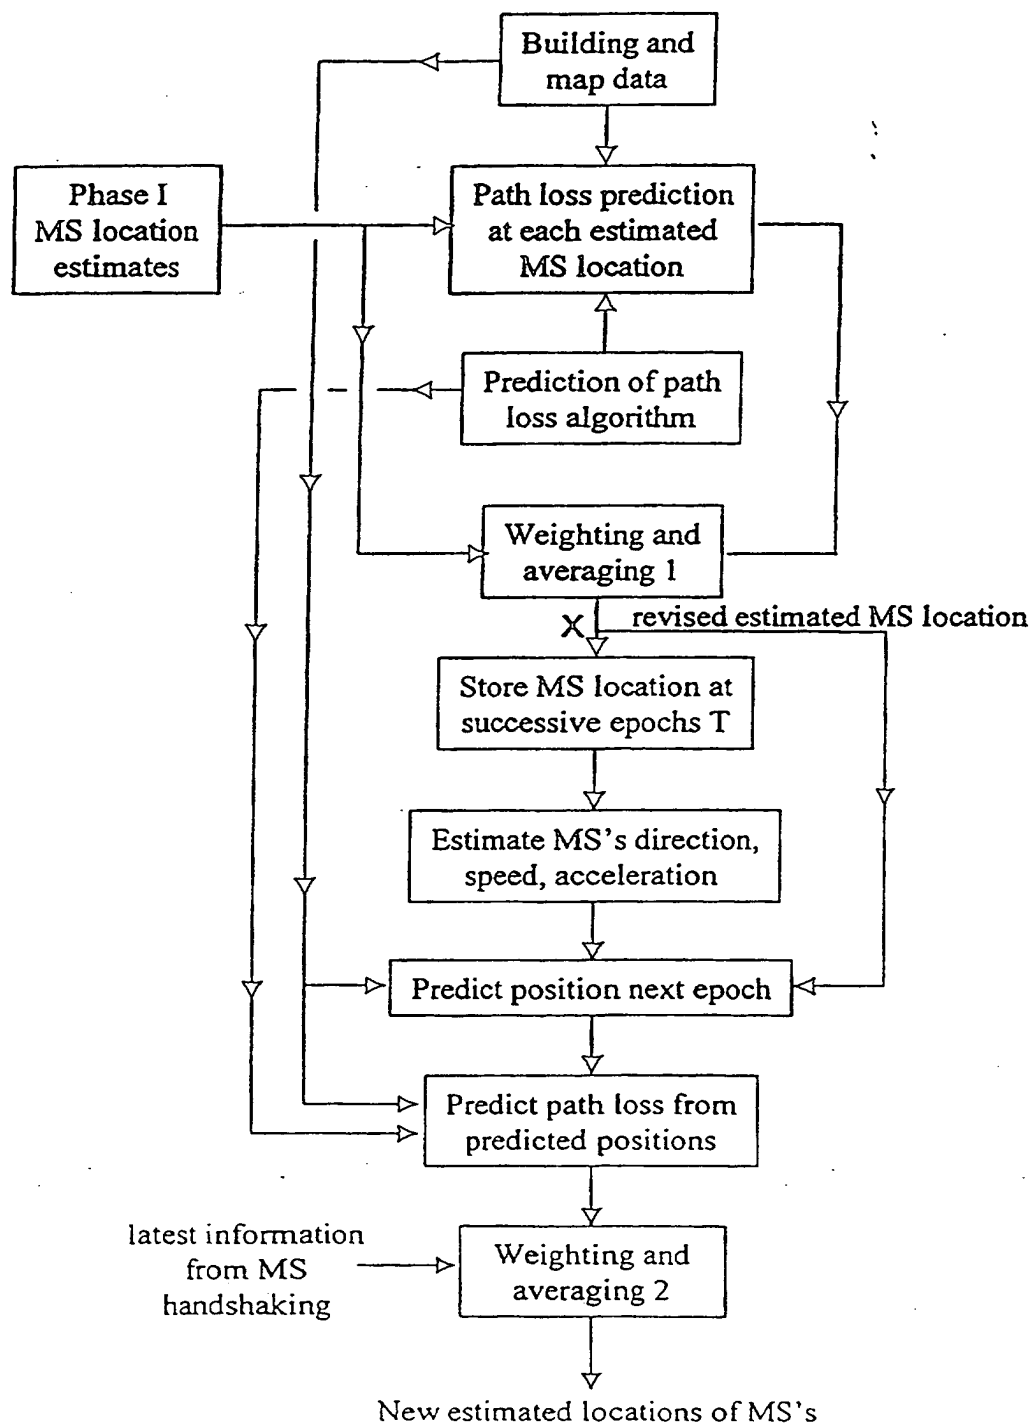 Building and
map data
Phase I
MS location
estimates
Path loss prediction
at each estimated
MS location
Prediction of path
loss algorithm
Weighting and
averaging 1
X
revised estimated MS location
Store MS location at
successive epochs T
Estimate MS's direction,
speed, acceleration
Predict position next epoch
Predict path loss from
predicted positions
latest information
from MS
handshaking
Weighting and
averaging 2
New estimated locations of MS's